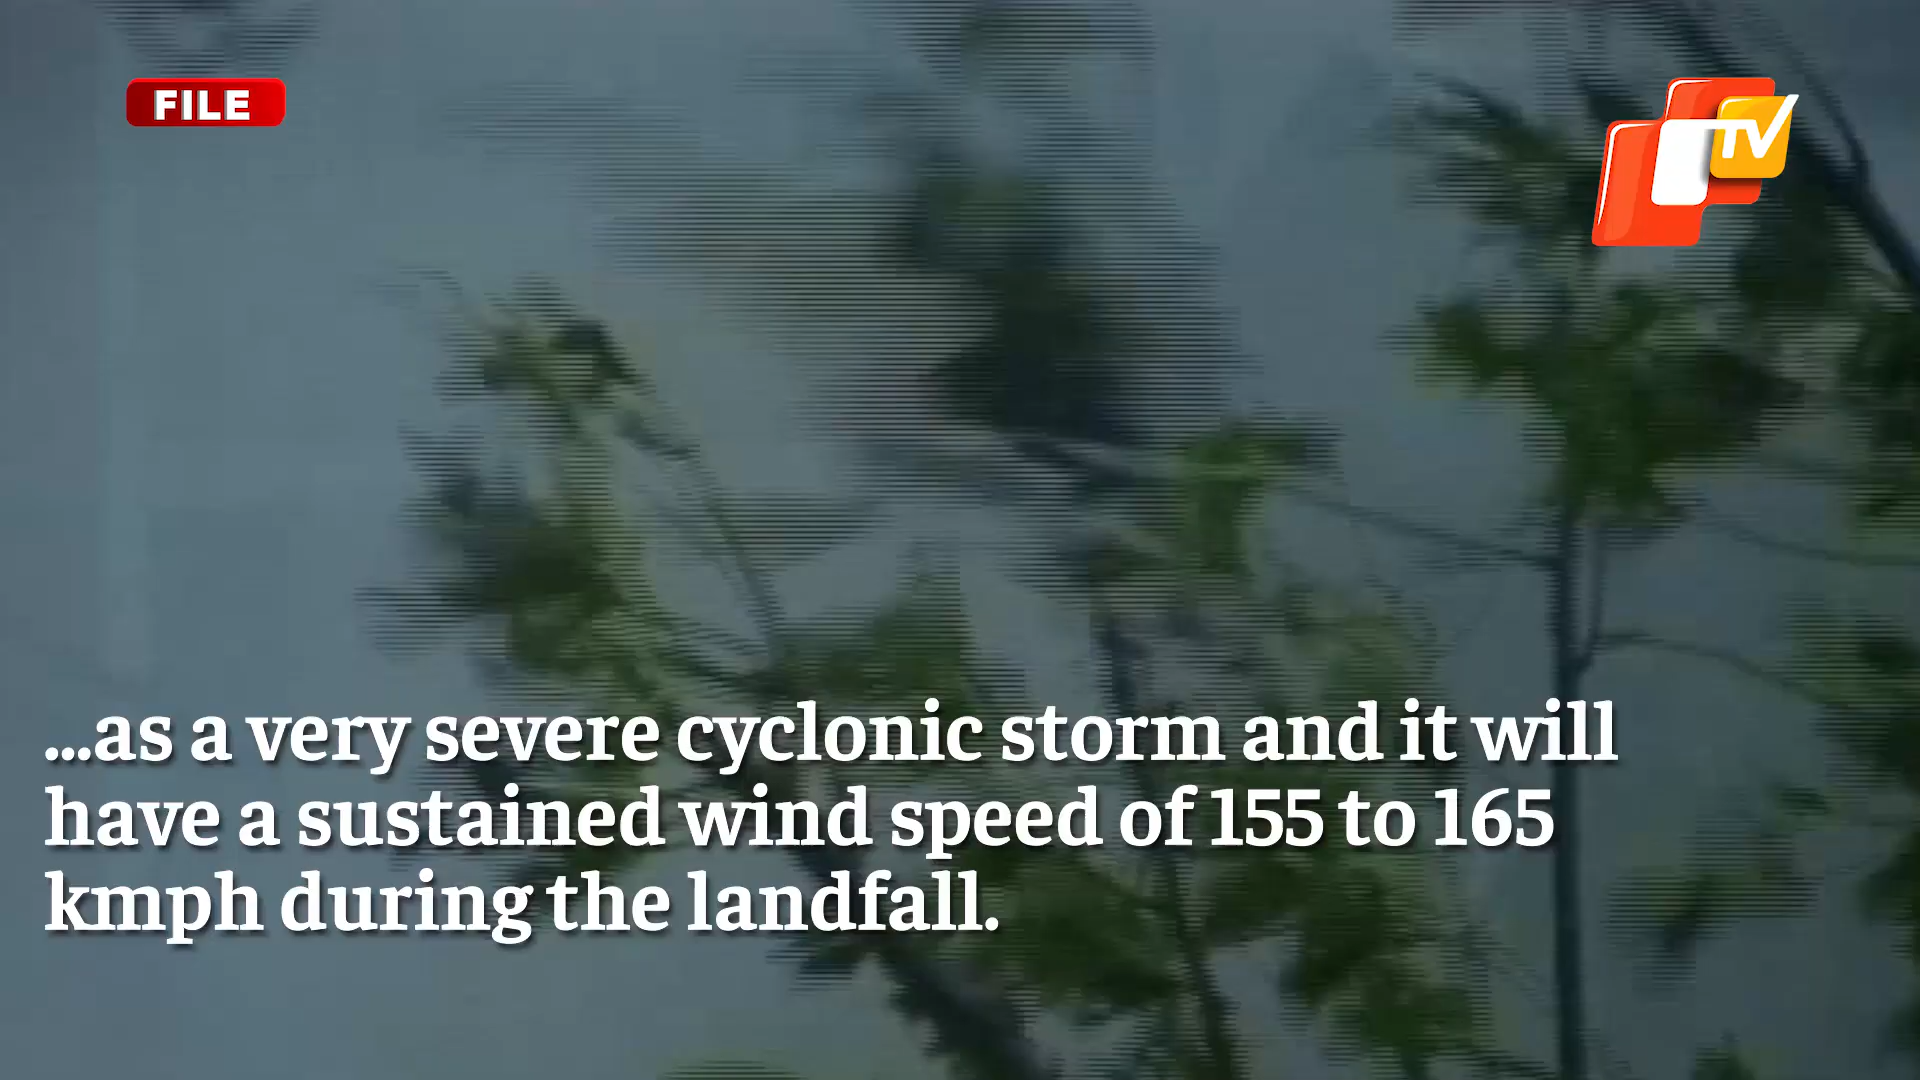 FILE
TV
...as a very severe cyclonic storm and it will
have a sustained wind speed of 155 to 165
kmph during the landfall.